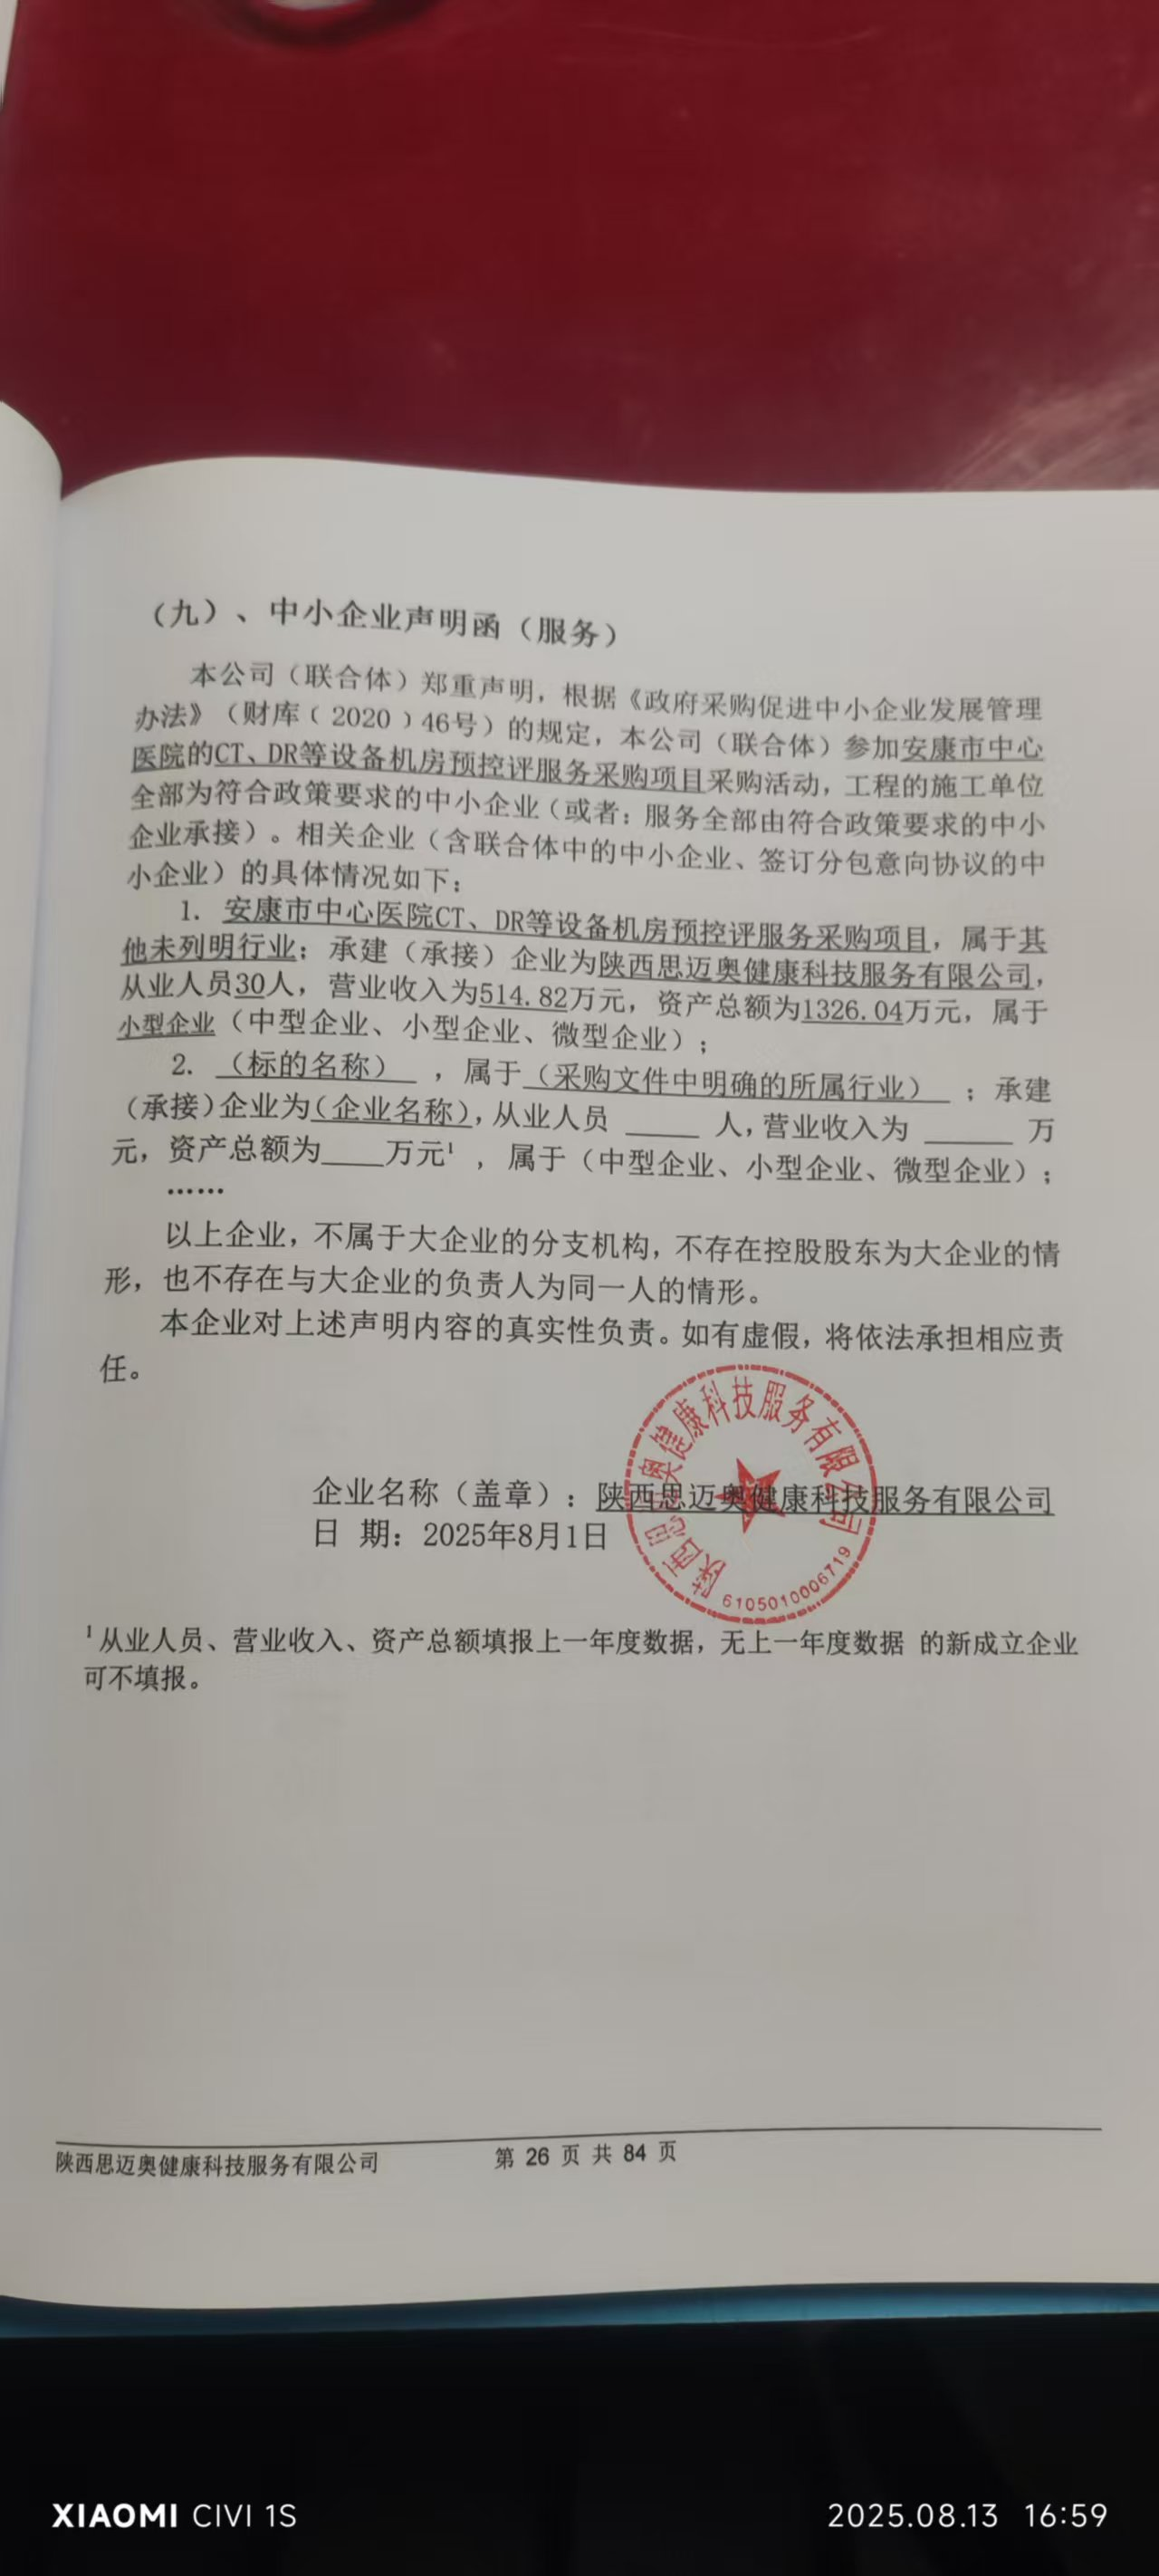 （九）、中小企业声明函（服务）
本公司（联合体）郑重声明，根据《政府采购促进中小企业发展管理
办法》（财库﹝2020﹞46号）的规定，本公司（联合体）参加安康市中心
医院的CT、DR等设备机房预控评服务采购项目采购活动，工程的施工单位
全部为符合政策要求的中小企业（或者：服务全部由符合政策要求的中小
企业承接）。相关企业（含联合体中的中小企业、签订分包意向协议的中
小企业）的具体情况如下：
1. 安康市中心医院CT、DR等设备机房预控评服务采购项目，属于其
他未列明行业；承建（承接）企业为陕西思迈奥健康科技服务有限公司，
从业人员30人，营业收入为514.82万元，资产总额为1326.04万元，属于
小型企业（中型企业、小型企业、微型企业）；
2. （标的名称） ，属于（采购文件中明确的所属行业） ；承建
（承接）企业为（企业名称），从业人员 ____ 人，营业收入为 _____ 万
元，资产总额为____万元¹ ，属于（中型企业、小型企业、微型企业）；
……
以上企业，不属于大企业的分支机构，不存在控股股东为大企业的情
形，也不存在与大企业的负责人为同一人的情形。
本企业对上述声明内容的真实性负责。如有虚假，将依法承担相应责
任。
企业名称（盖章）：陕西思迈奥健康科技服务有限公司
日 期：2025年8月1日
陕西思迈奥健康科技服务有限公司
6105010006719
¹ 从业人员、营业收入、资产总额填报上一年度数据，无上一年度数据 的新成立企业
可不填报。
陕西思迈奥健康科技服务有限公司 第 26 页 共 84 页
XIAOMI CIVI 1S 2025.08.13 16:59